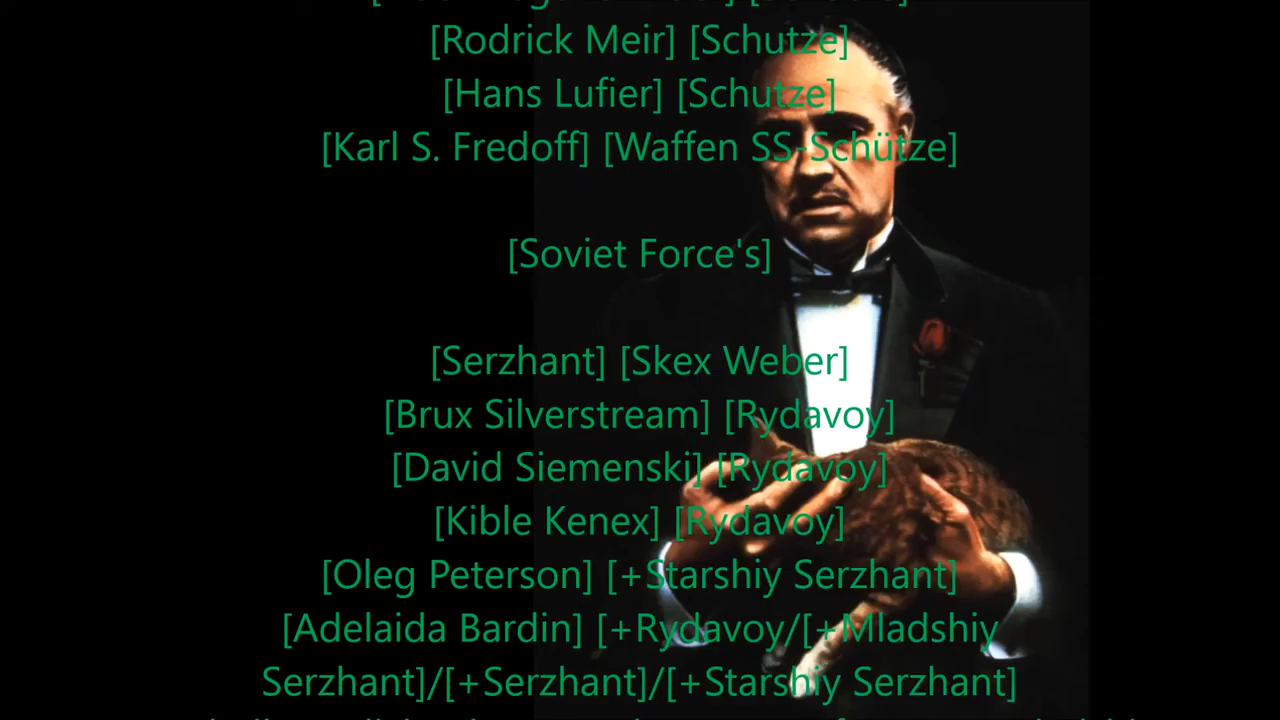 [Rodrick Meir] [Schutze]
[Hans Lufier] [Schutze]
[Karl S. Fredoff] [Waffen SS-Schütze]
[Soviet Force's]
[Serzhant] [Skex Weber]
[Brux Silverstream] [Rydavoy]
[David Siemenski] [Rydavoy]
[Kible Kenex] [Rydavoy]
[Oleg Peterson] [+Starshiy Serzhant]
[Adelaida Bardin] [+Rydavoy/[+Mladshiy
Serzhant]/[+Serzhant]/[+Starshiy Serzhant]